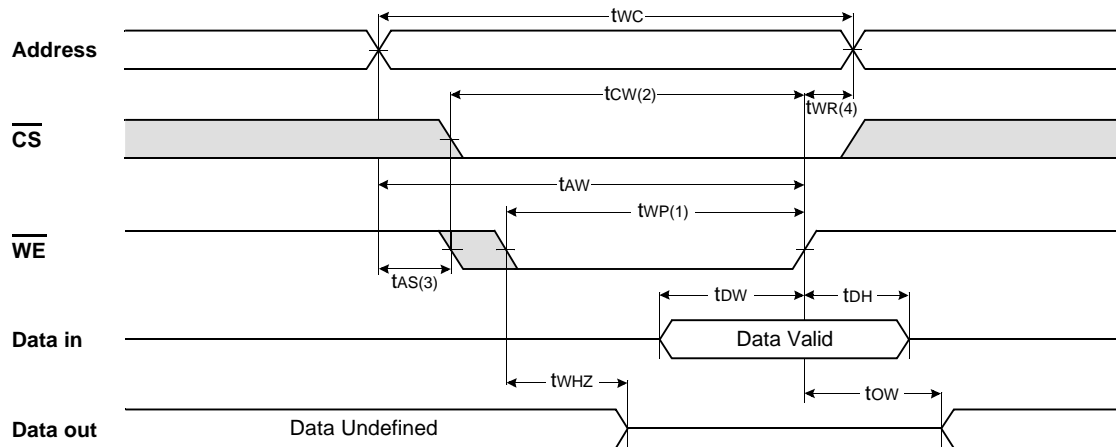 tWC
Address
tCW(2)
tWR(4)
CS
tAW
tWP(1)
WE
tAS(3)
tDW
tDH
Data in
Data Valid
tWHZ
tOW
Data out
Data Undefined